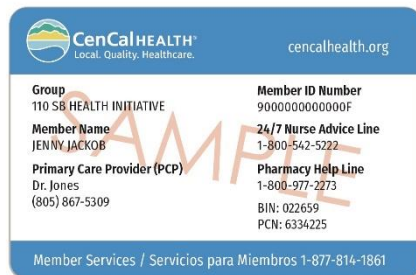 CenCalHEALTH®
Local. Quality. Healthcare.
cencalhealth.org
Group
110 SB HEALTH INITIATIVE
Member Name
JENNY JACKOB
Primary Care Provider (PCP)
Dr. Jones
(805) 867-5309
Member ID Number
9000000000000F
24/7 Nurse Advice Line
1-800-542-5222
Pharmacy Help Line
1-800-977-2273
BIN: 022659
PCN: 6334225
SAMPLE
Member Services / Servicios para Miembros 1-877-814-1861